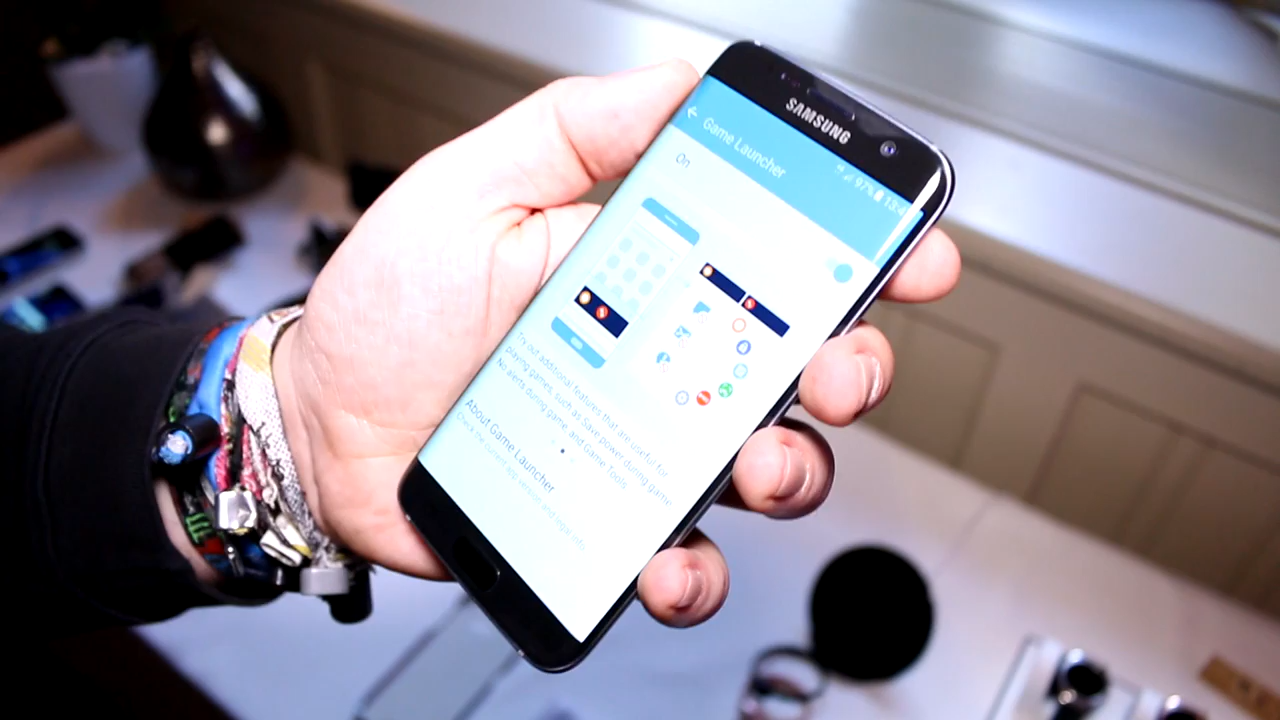 SAMSUNG
97%
Game Launcher
On
Try out additional features that are useful for
playing games, such as Save power during game,
No alerts during game, and Game Tools.
About Game Launcher
Check the current app version and legal info.